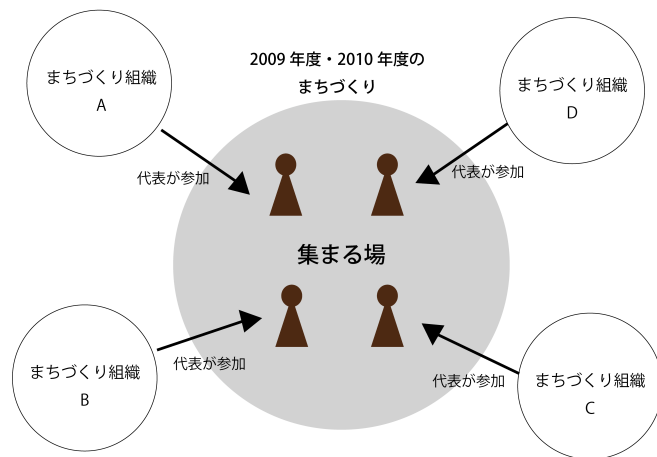 2009 年度・2010 年度の
まちづくり
まちづくり組織
A
代表が参加
まちづくり組織
D
代表が参加
集まる場
まちづくり組織
B
代表が参加
まちづくり組織
C
代表が参加